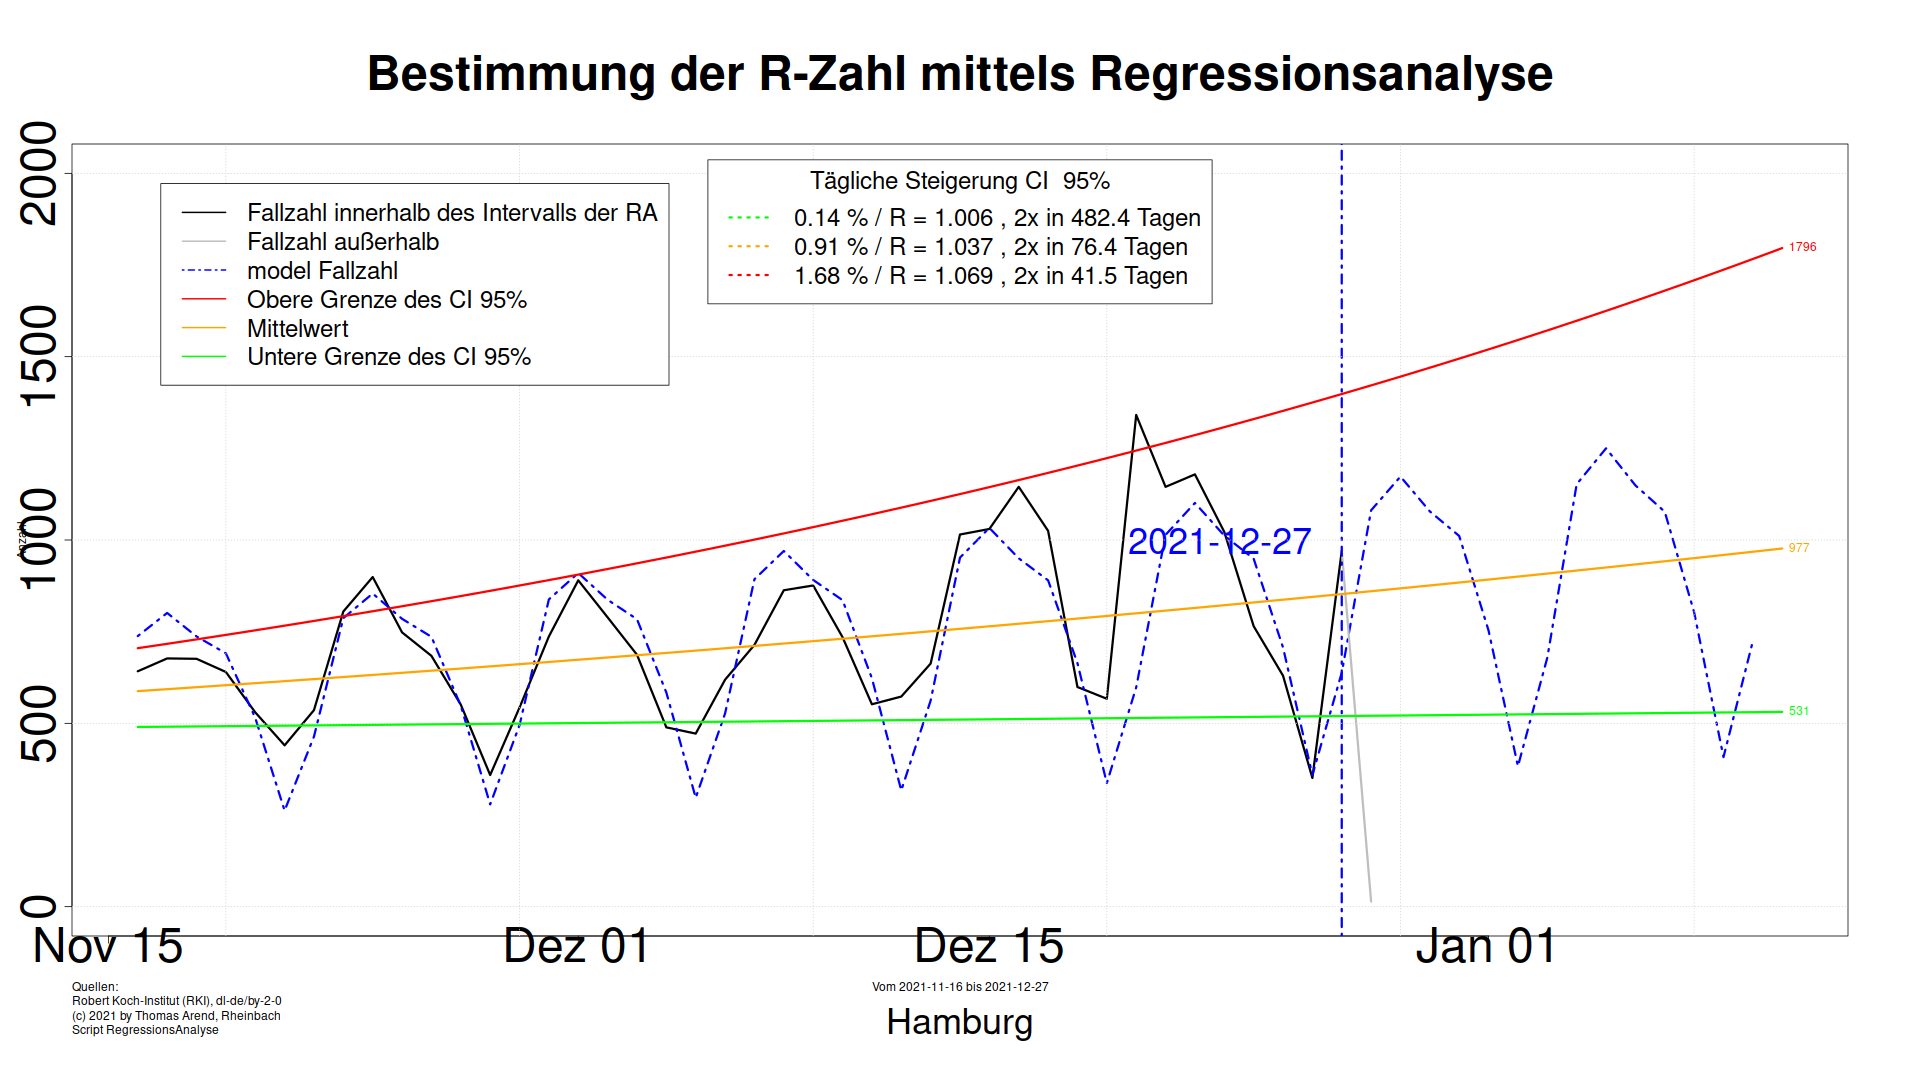 Bestimmung der R-Zahl mittels Regressionsanalyse
2000
1500
1000
500
0
Anzahl
Fallzahl innerhalb des Intervalls der RA
Fallzahl außerhalb
model Fallzahl
Obere Grenze des CI 95%
Mittelwert
Untere Grenze des CI 95%
Tägliche Steigerung CI  95%
0.14 % / R = 1.006 , 2x in 482.4 Tagen
0.91 % / R = 1.037 , 2x in 76.4 Tagen
1.68 % / R = 1.069 , 2x in 41.5 Tagen
1796
2021-12-27
977
531
Nov 15
Dez 01
Dez 15
Jan 01
Quellen:
Robert Koch-Institut (RKI), dl-de/by-2-0
(c) 2021 by Thomas Arend, Rheinbach
Script RegressionsAnalyse
Vom 2021-11-16 bis 2021-12-27
Hamburg